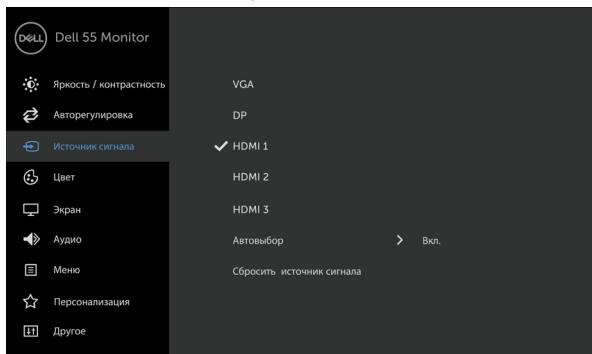 DELL Dell 55 Monitor
Яркость / контрастность
VGA
Авторегулировка
DP
Источник сигнала
HDMI 1
Цвет
HDMI 2
Экран
HDMI 3
Аудио
Автовыбор
Вкл.
Меню
Сбросить источник сигнала
Персонализация
Другое